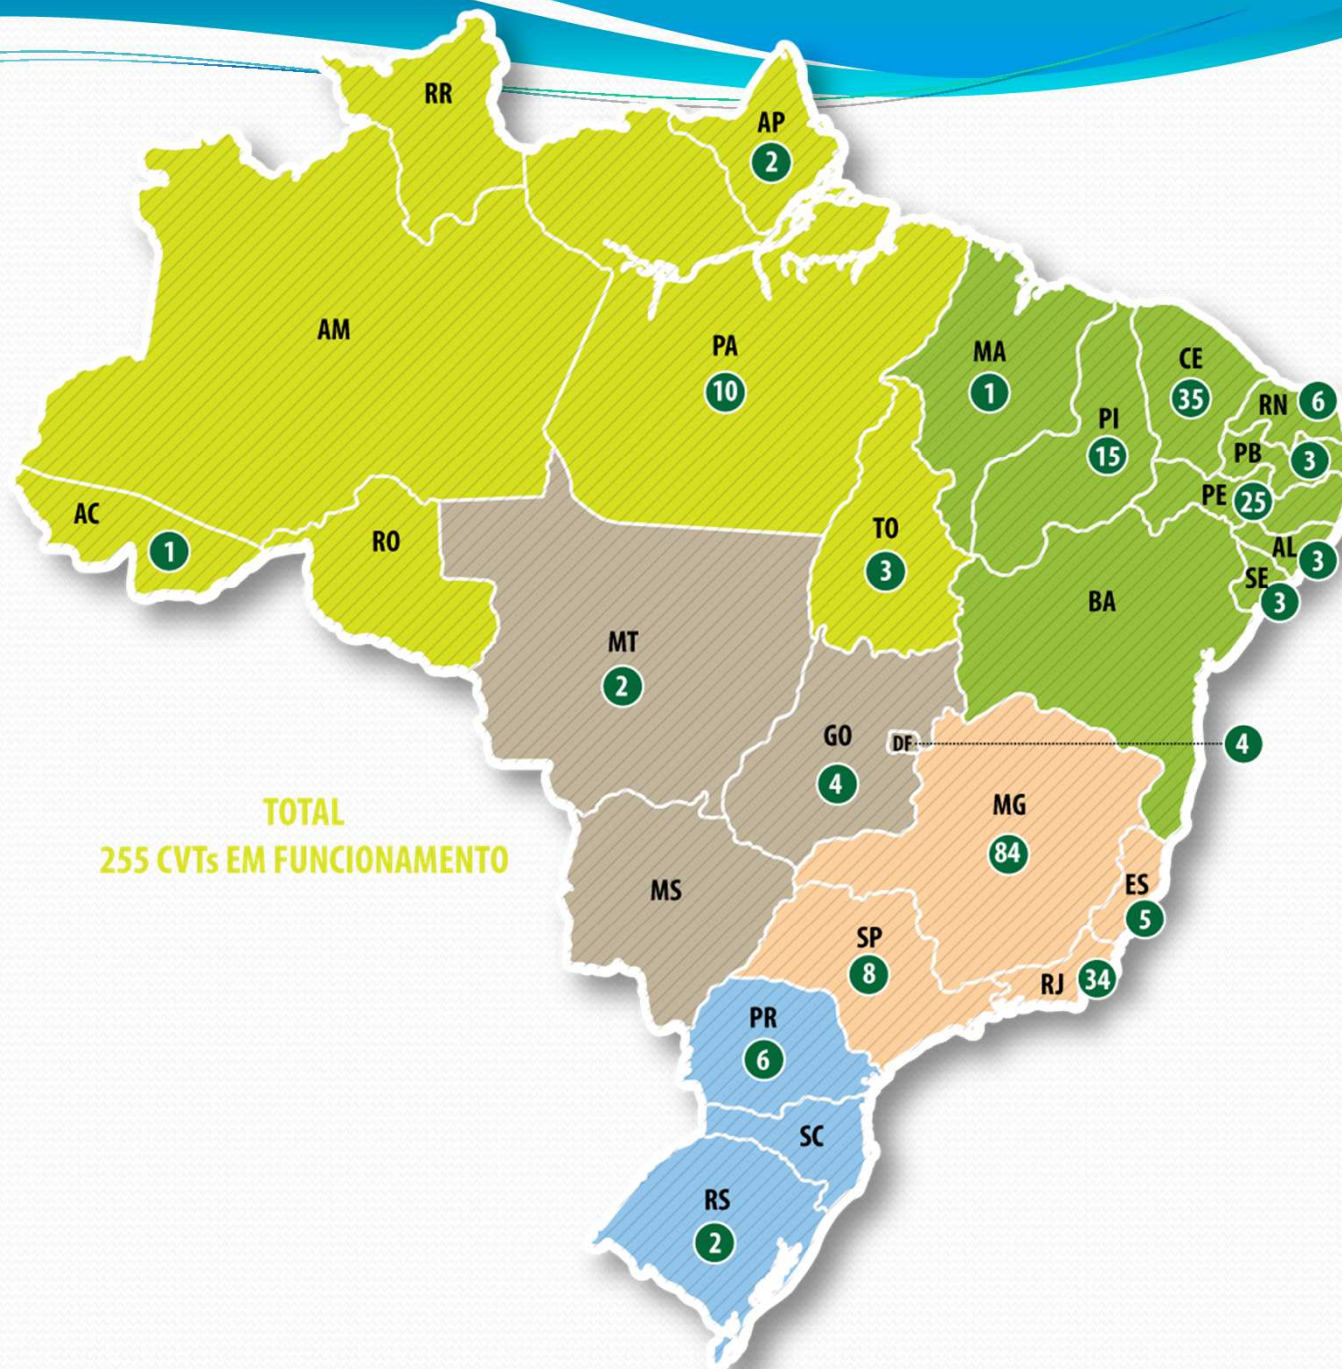 RR
AP
2
AM
PA
10
MA
1
CE
35
RN 6
PI
15
PB 3
PE 25
AC
1
RO
TO
3
AL 3
SE 3
BA
MT
2
GO
4
DF 4
TOTAL
255 CVTs EM FUNCIONAMENTO
MG
84
MS
ES
5
SP
8
RJ 34
PR
6
SC
RS
2